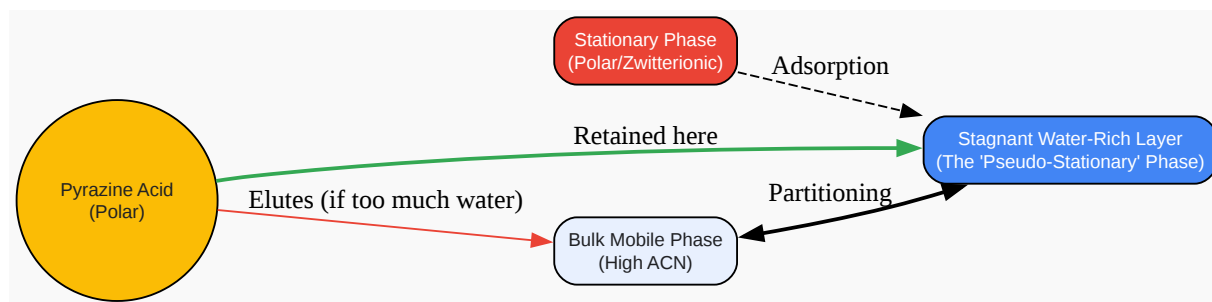 Stationary Phase
(Polar/Zwitterionic)
Adsorption
Stagnant Water-Rich Layer
(The 'Pseudo-Stationary' Phase)
Retained here
Pyrazine Acid
(Polar)
Elutes (if too much water)
Partitioning
Bulk Mobile Phase
(High ACN)